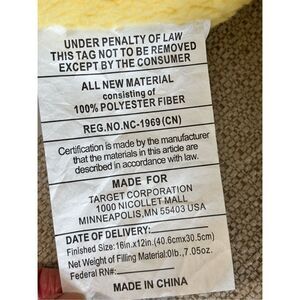 UNDER PENALTY OF LAW
THIS TAG NOT TO BE REMOVED
EXCEPT BY THE CONSUMER
ALL NEW MATERIAL
consisting of
100% POLYESTER FIBER
REG.NO.NC-1969 (CN)
Certification is made by the manufacturer
that the materials in this article are
described in accordance with law.
MADE FOR
TARGET CORPORATION
1000 NICOLLET MALL
MINNEAPOLIS,MN 55403 USA
DATE OF DELIVERY:
Finished Size:16in.x12in.(40.6cmx30.5cm)
Net Weight of Filling Material:0lb.,7.05oz.
Federal RN#:
MADE IN CHINA